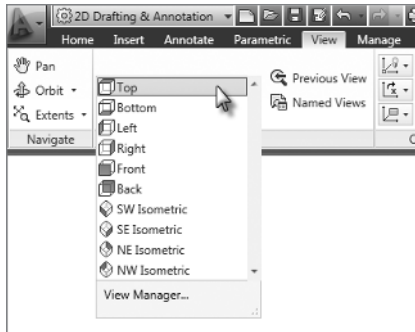 2D Drafting & Annotation
Home Insert Annotate Parametric View Manage
Pan
Orbit
Extents
Navigate
Top
Bottom
Left
Right
Front
Back
SW Isometric
SE Isometric
NE Isometric
NW Isometric
View Manager...
Previous View
Named Views